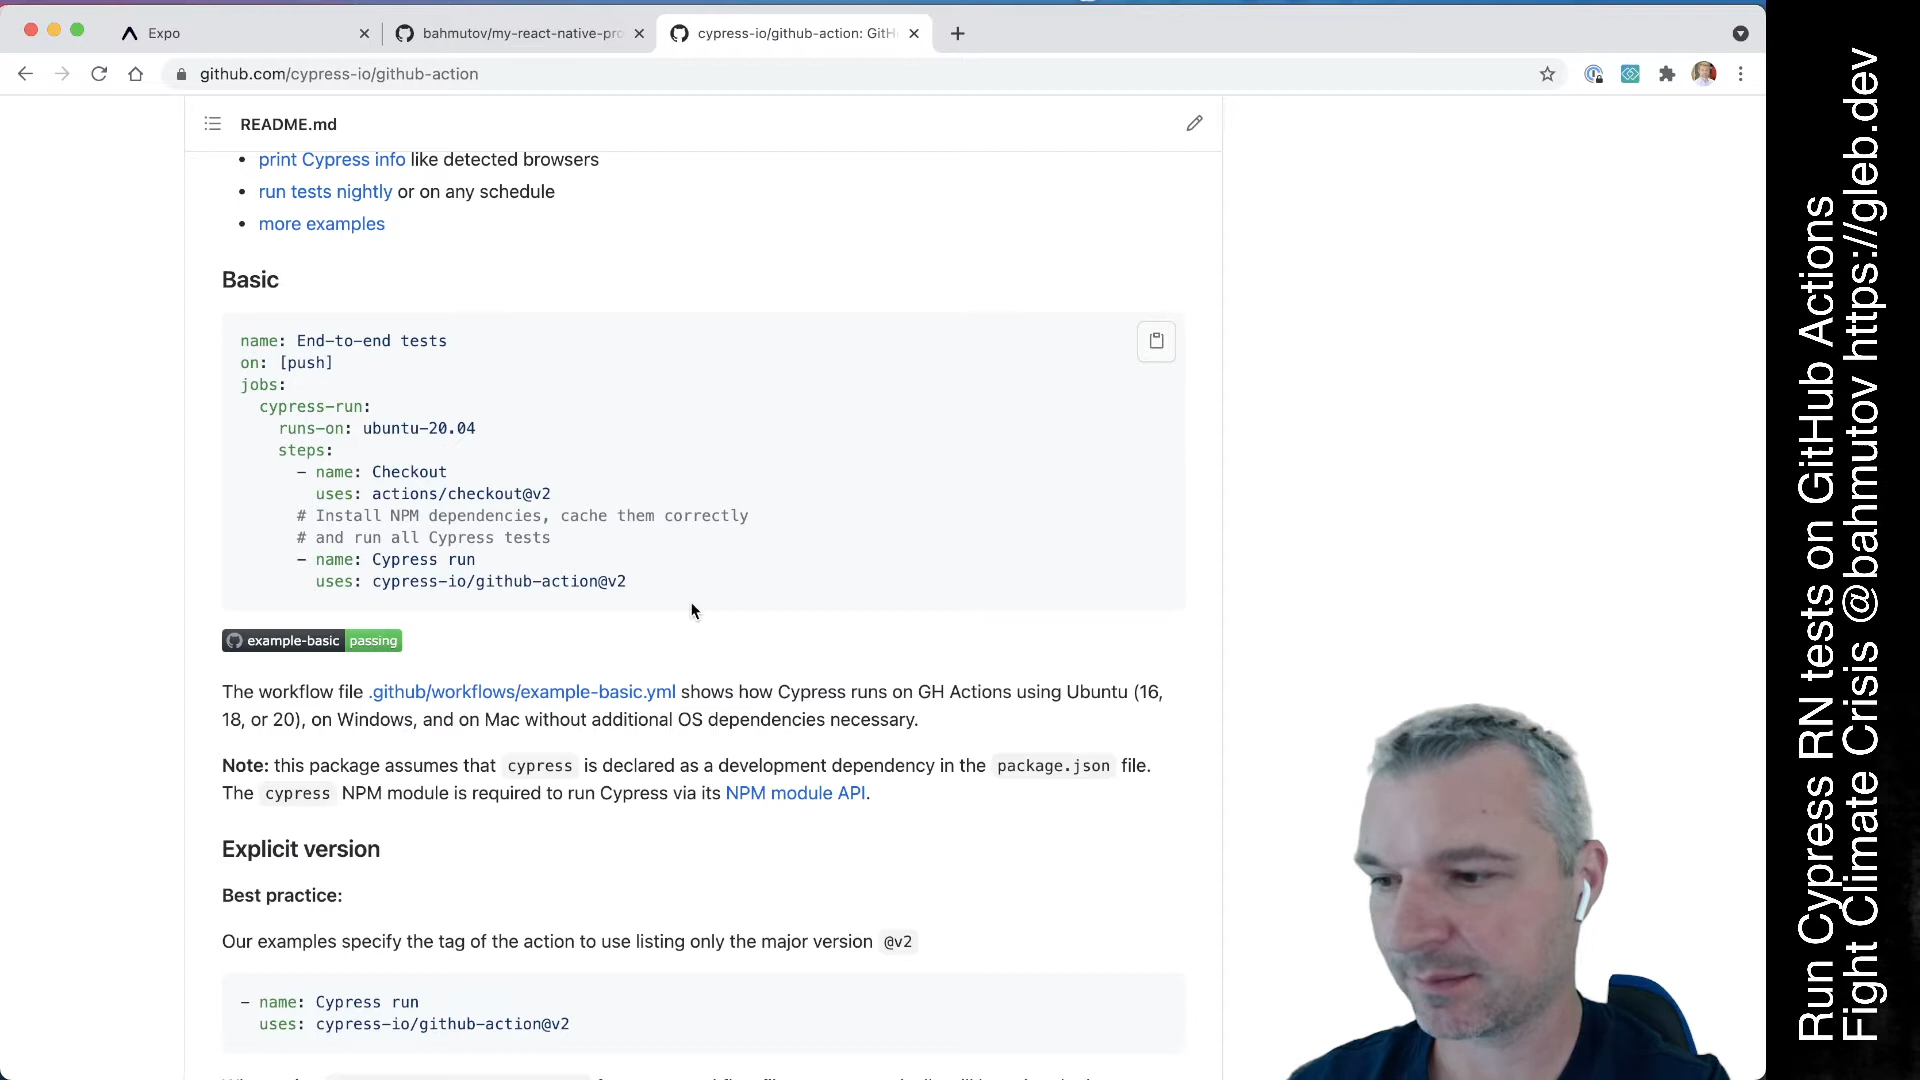 Expo
bahmutov/my-react-native-pro
cypress-io/github-action: GitH
github.com/cypress-io/github-action
README.md
• print Cypress info like detected browsers
• run tests nightly or on any schedule
• more examples
Basic
name: End-to-end tests
on: [push]
jobs:
cypress-run:
runs-on: ubuntu-20.04
steps:
- name: Checkout
uses: actions/checkout@v2
# Install NPM dependencies, cache them correctly
# and run all Cypress tests
- name: Cypress run
uses: cypress-io/github-action@v2
example-basic passing
The workflow file .github/workflows/example-basic.yml shows how Cypress runs on GH Actions using Ubuntu (16,
18, or 20), on Windows, and on Mac without additional OS dependencies necessary.
Note: this package assumes that cypress is declared as a development dependency in the package.json file.
The cypress NPM module is required to run Cypress via its NPM module API.
Explicit version
Best practice:
Our examples specify the tag of the action to use listing only the major version @v2
- name: Cypress run
uses: cypress-io/github-action@v2
Run Cypress RN tests on GitHub Actions
Fight Climate Crisis @bahmutov https://gleb.dev